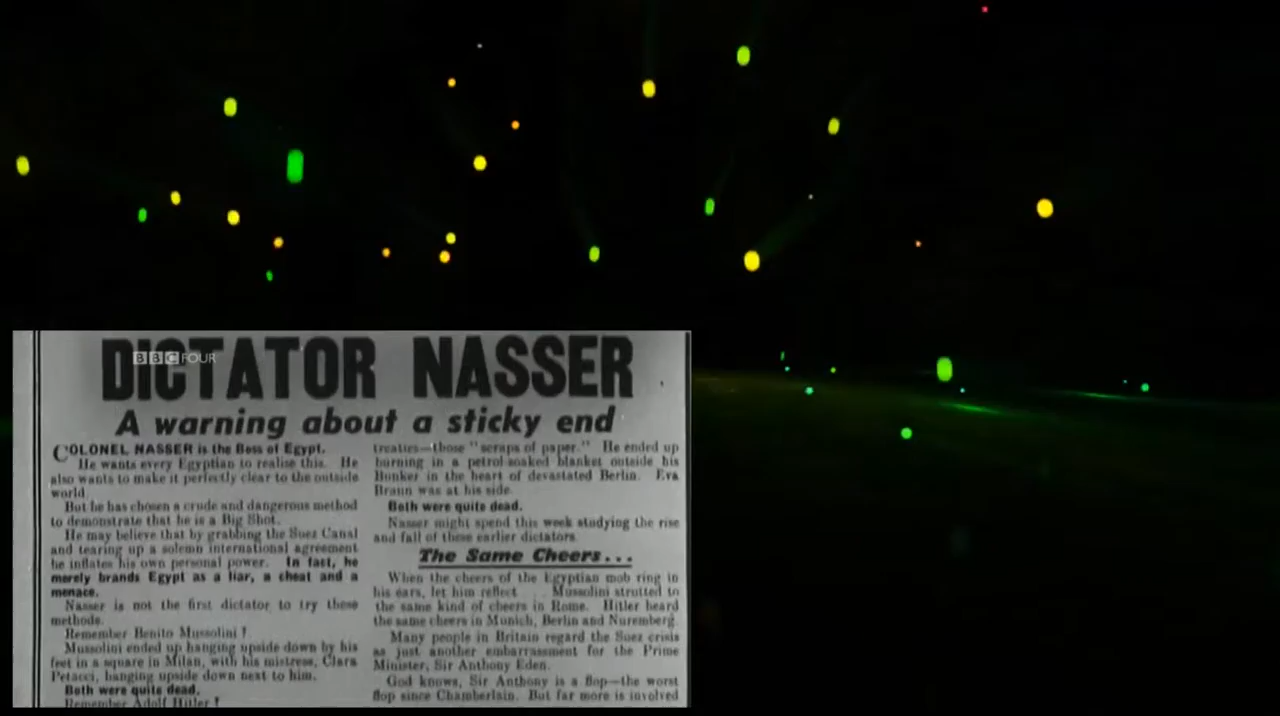 DICTATOR NASSER
BBC FOUR
A warning about a sticky end
COLONEL NASSER is the Boss of Egypt.
He wants every Egyptian to realise this. He
also wants to make it perfectly clear to the outside
world.
But he has chosen a crude and dangerous method
to demonstrate that he is a Big Shot.
He may believe that by grabbing the Suez Canal
and tearing up a solemn international agreement
he inflates his own personal power. In fact, he
merely brands Egypt as a liar, a cheat and a
menace.
Nasser is not the first dictator to try these
methods.
Remember Benito Mussolini ?
Mussolini ended up hanging upside down by his
feet in a square in Milan, with his mistress, Clara
Petacci, hanging upside down next to him.
Both were quite dead.
Remember Adolf Hitler ?
treaties—those "scraps of paper." He ended up
burning in a petrol-soaked blanket outside his
Bunker in the heart of devastated Berlin. Eva
Braun was at his side.
Both were quite dead.
Nasser might spend this week studying the rise
and fall of these earlier dictators.
The Same Cheers...
When the cheers of the Egyptian mob ring in
his ears, let him reflect . . . Mussolini strutted to
the same kind of cheers in Rome. Hitler heard
the same cheers in Munich, Berlin and Nuremberg.
Many people in Britain regard the Suez crisis
as just another embarrassment for the Prime
Minister, Sir Anthony Eden.
God knows, Sir Anthony is a flop—the worst
flop since Chamberlain. But far more is involved